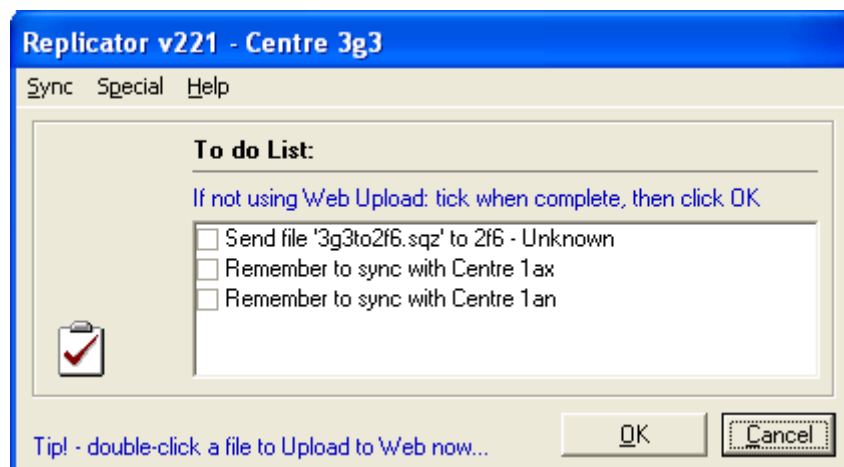 Replicator v221 - Centre 3g3
Sync Special Help
To do List:
If not using Web Upload: tick when complete, then click OK
Send file '3g3to2f6.sqz' to 2f6 - Unknown
Remember to sync with Centre 1ax
Remember to sync with Centre 1an
Tip! - double-click a file to Upload to Web now...
OK Cancel